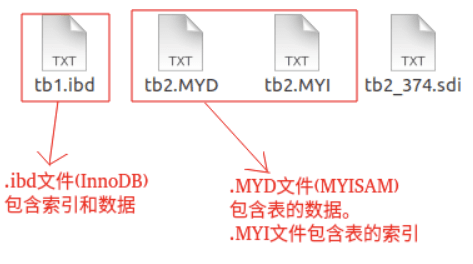 TXT TXT TXT TXT
tb1.ibd tb2.MYD tb2.MYI tb2_374.sdi
.ibd文件(InnoDB)
包含索引和数据
.MYD文件(MYISAM)
包含表的数据。
.MYI文件包含表的索引